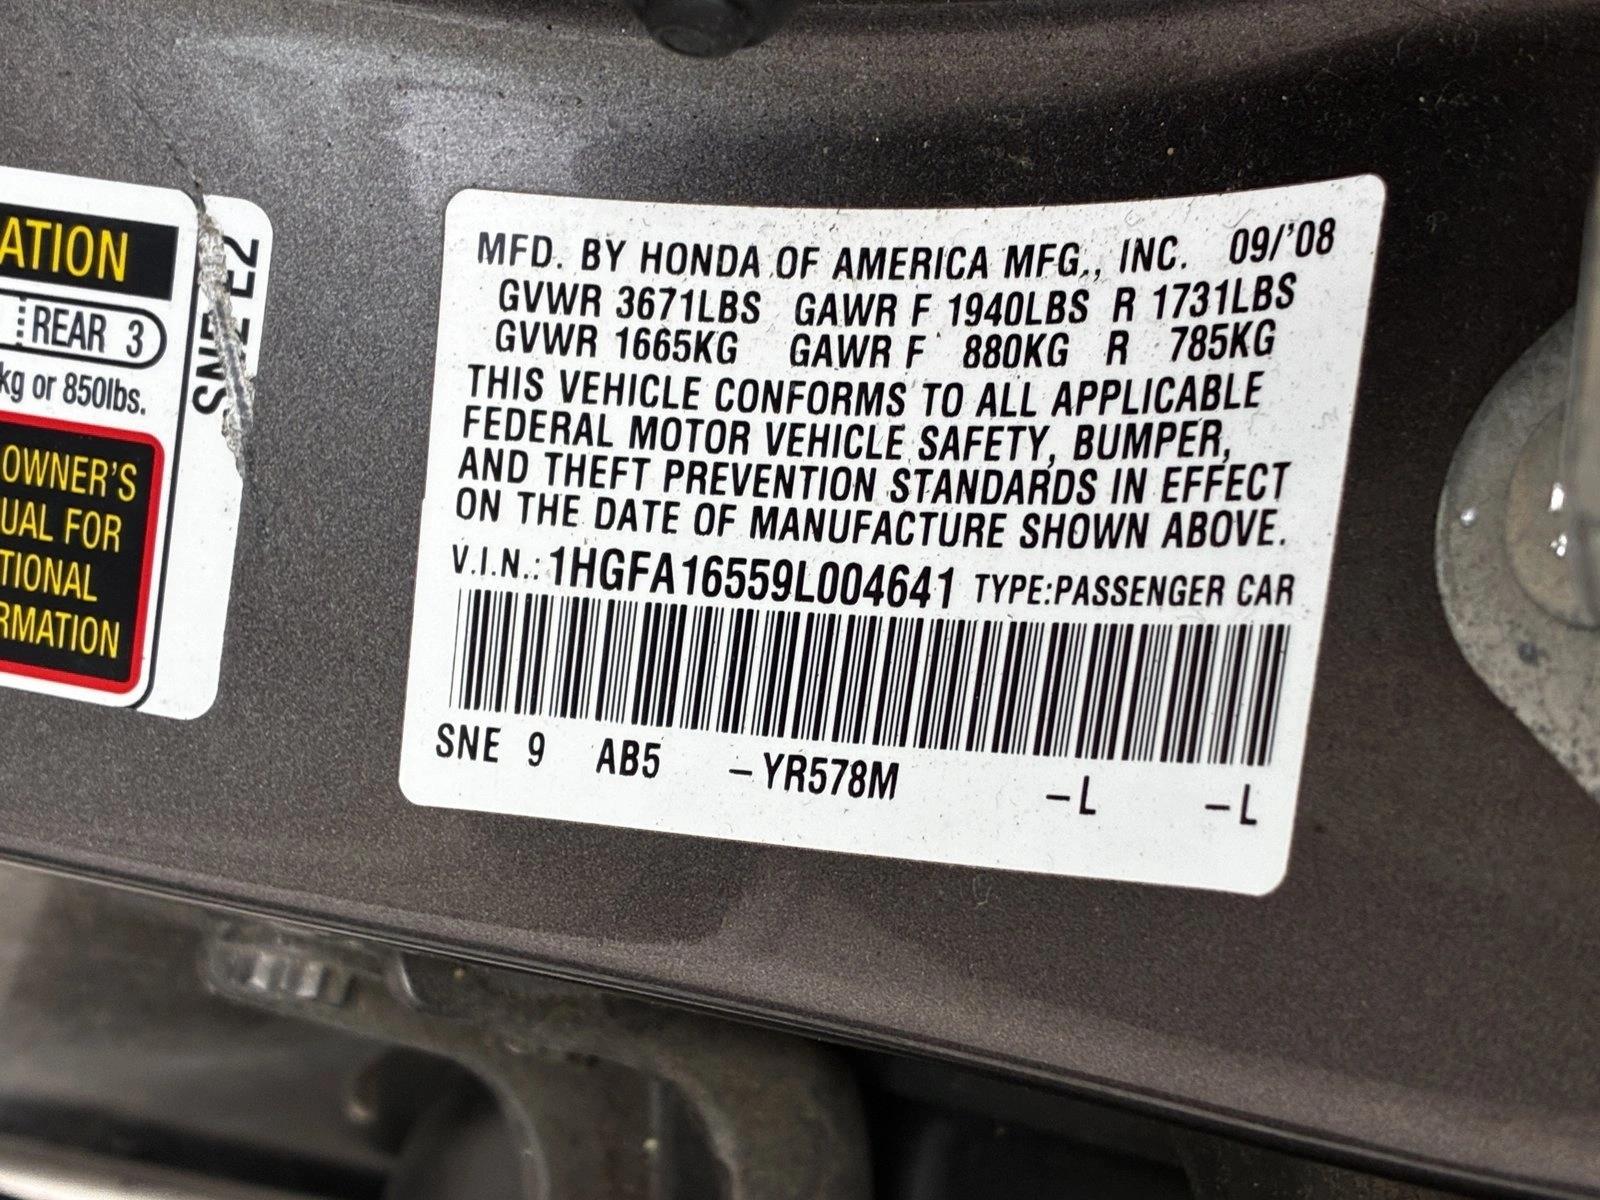 ATION
REAR 3
kg or 850lbs.
OWNER'S
UAL FOR
TIONAL
RMATION
MFD. BY HONDA OF AMERICA MFG., INC. 09/'08
GVWR 3671LBS GAWR F 1940LBS R 1731LBS
GVWR 1665KG GAWR F 880KG R 785KG
THIS VEHICLE CONFORMS TO ALL APPLICABLE
FEDERAL MOTOR VEHICLE SAFETY, BUMPER,
AND THEFT PREVENTION STANDARDS IN EFFECT
ON THE DATE OF MANUFACTURE SHOWN ABOVE.
V.I.N.: 1HGFA16559L004641 TYPE:PASSENGER CAR
SNE 9 AB5 -YR578M -L -L